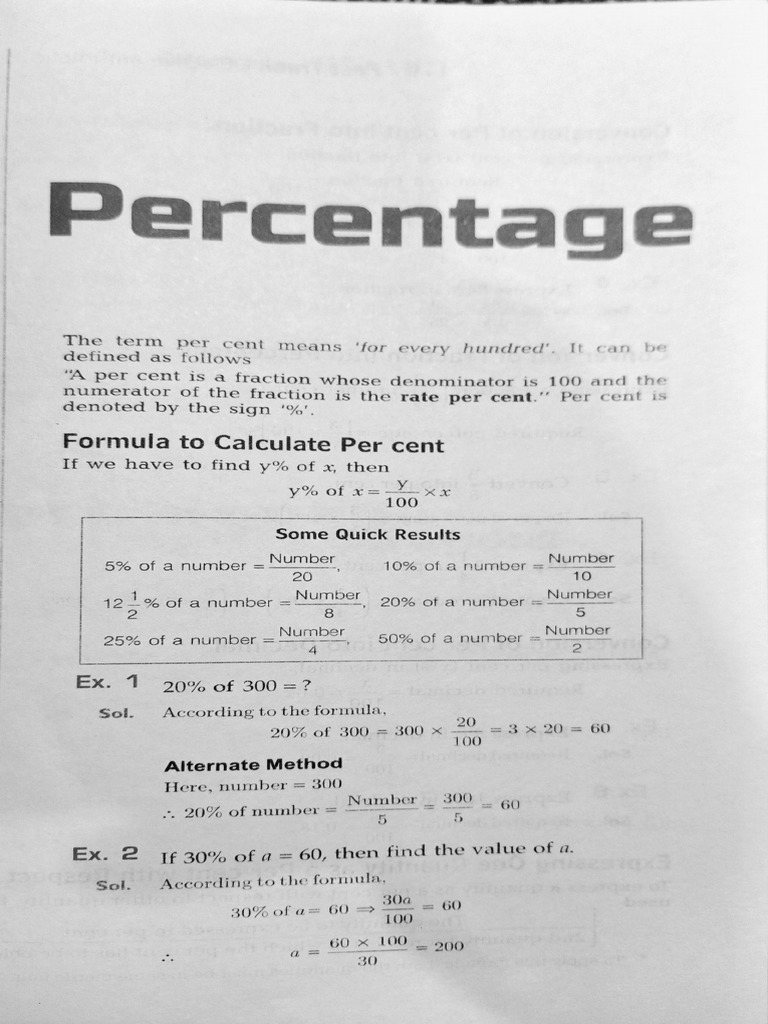 Percentage
The term per cent means 'for every hundred'. It can be
defined as follows
"A per cent is a fraction whose denominator is 100 and the
numerator of the fraction is the rate per cent." Per cent is
denoted by the sign '%'.
Formula to Calculate Per cent
If we have to find y% of x, then
y% of x = y/100 × x
Some Quick Results
5% of a number = Number/20, 10% of a number = Number/10
12 1/2 % of a number = Number/8, 20% of a number = Number/5
25% of a number = Number/4, 50% of a number = Number/2
Ex. 1 20% of 300 = ?
Sol. According to the formula,
20% of 300 = 300 × 20/100 = 3 × 20 = 60
Alternate Method
Here, number = 300
∴ 20% of number = Number/5 = 300/5 = 60
Ex. 2 If 30% of a = 60, then find the value of a.
Sol. According to the formula,
30% of a = 60 ⇒ 30a/100 = 60
∴ a = 60 × 100/30 = 200